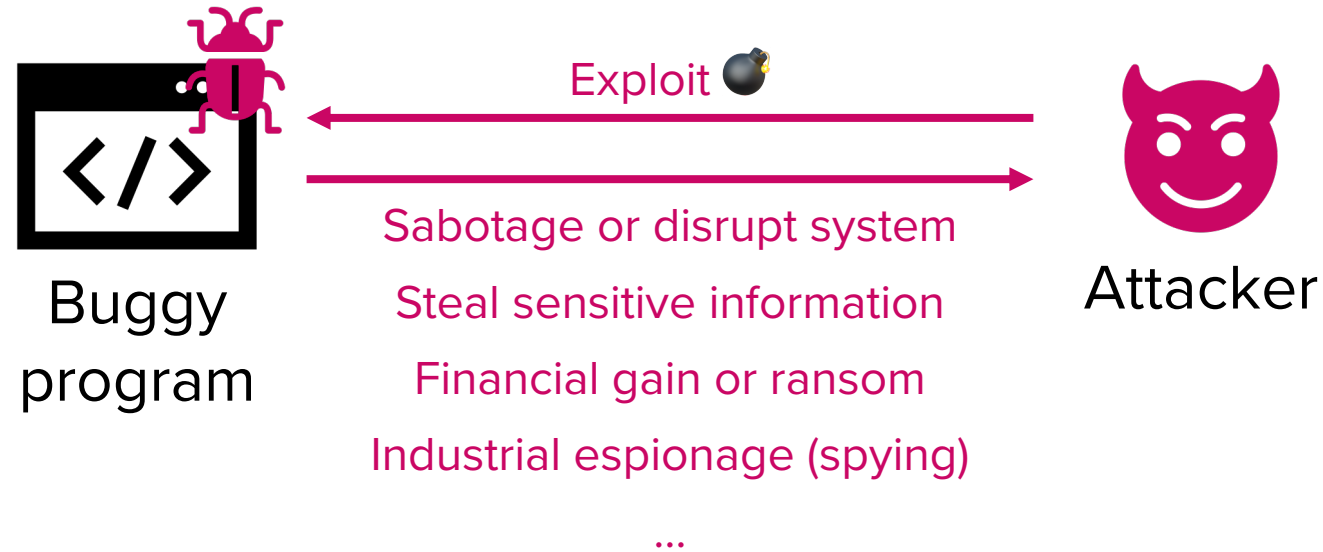 Exploit 💣
</>
Buggy
program
Sabotage or disrupt system
Steal sensitive information
Financial gain or ransom
Industrial espionage (spying)
...
Attacker